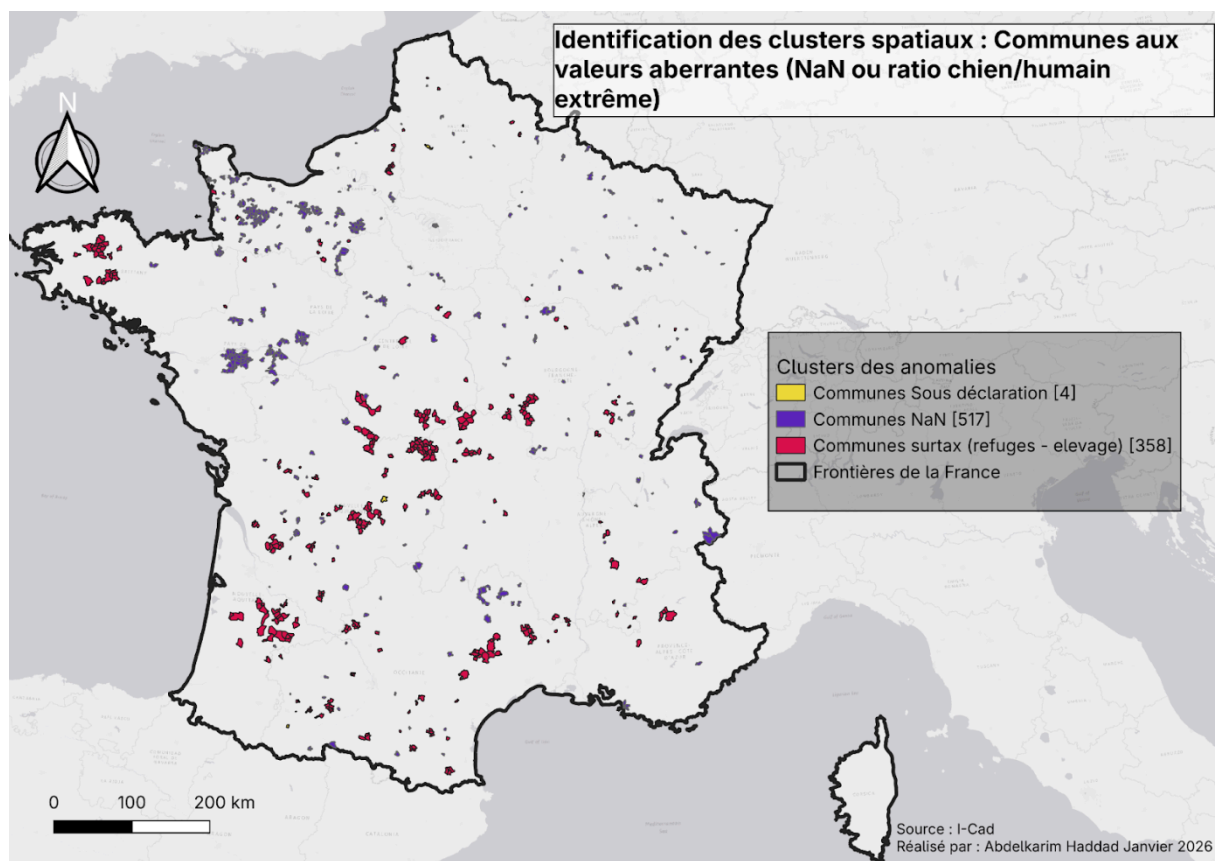 Identification des clusters spatiaux : Communes aux
valeurs aberrantes (NaN ou ratio chien/humain
extrême)
N
Clusters des anomalies
Communes Sous déclaration [4]
Communes NaN [517]
Communes surtax (refuges - elevage) [358]
Frontières de la France
0 100 200 km
Source : I-Cad
Réalisé par : Abdelkarim Haddad Janvier 2026